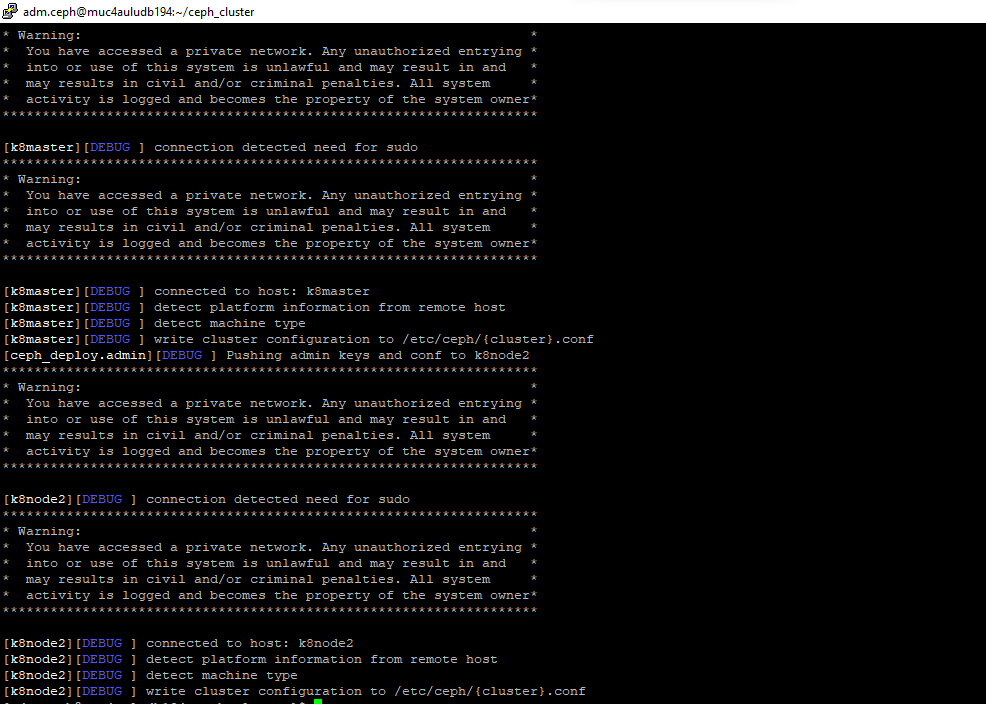 adm.ceph@muc4auludb194:~/ceph_cluster
* Warning: *
* You have accessed a private network. Any unauthorized entrying *
* into or use of this system is unlawful and may result in and *
* may results in civil and/or criminal penalties. All system *
* activity is logged and becomes the property of the system owner*
*******************************************************************
[k8master][DEBUG ] connection detected need for sudo
*******************************************************************
* Warning: *
* You have accessed a private network. Any unauthorized entrying *
* into or use of this system is unlawful and may result in and *
* may results in civil and/or criminal penalties. All system *
* activity is logged and becomes the property of the system owner*
*******************************************************************
[k8master][DEBUG ] connected to host: k8master
[k8master][DEBUG ] detect platform information from remote host
[k8master][DEBUG ] detect machine type
[k8master][DEBUG ] write cluster configuration to /etc/ceph/{cluster}.conf
[ceph_deploy.admin][DEBUG ] Pushing admin keys and conf to k8node2
*******************************************************************
* Warning: *
* You have accessed a private network. Any unauthorized entrying *
* into or use of this system is unlawful and may result in and *
* may results in civil and/or criminal penalties. All system *
* activity is logged and becomes the property of the system owner*
*******************************************************************
[k8node2][DEBUG ] connection detected need for sudo
*******************************************************************
* Warning: *
* You have accessed a private network. Any unauthorized entrying *
* into or use of this system is unlawful and may result in and *
* may results in civil and/or criminal penalties. All system *
* activity is logged and becomes the property of the system owner*
*******************************************************************
[k8node2][DEBUG ] connected to host: k8node2
[k8node2][DEBUG ] detect platform information from remote host
[k8node2][DEBUG ] detect machine type
[k8node2][DEBUG ] write cluster configuration to /etc/ceph/{cluster}.conf